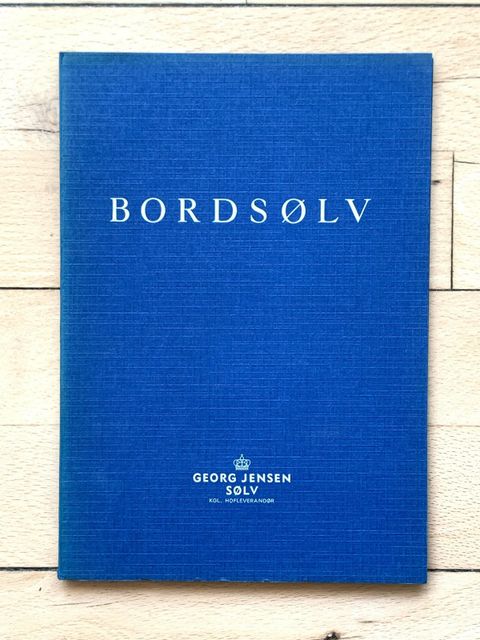 BORDSØLV
GEORG JENSEN
SØLV
KGL. HOFLEVERANDØR